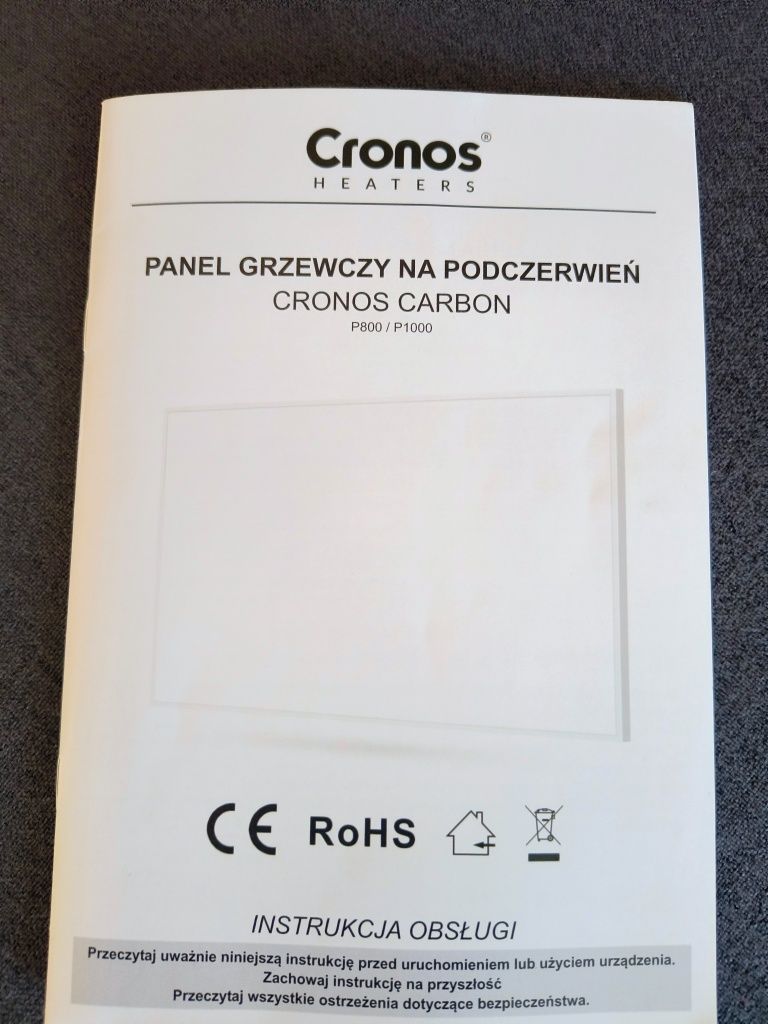 Cronos®
HEATERS
PANEL GRZEWCZY NA PODCZERWIEŃ
CRONOS CARBON
P800 / P1000
CE RoHS
INSTRUKCJA OBSŁUGI
Przeczytaj uważnie niniejszą instrukcję przed uruchomieniem lub użyciem urządzenia.
Zachowaj instrukcję na przyszłość
Przeczytaj wszystkie ostrzeżenia dotyczące bezpieczeństwa.